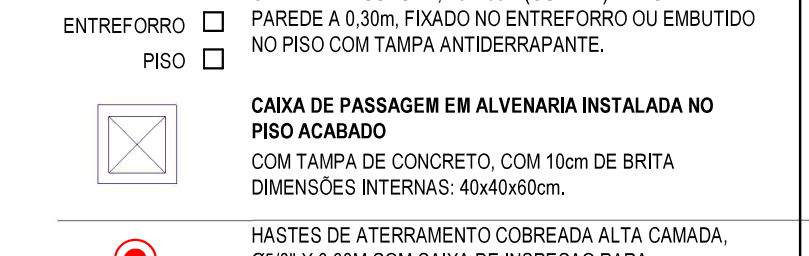 ENTREFORRO
PAREDE A 0,30m, FIXADO NO ENTREFORRO OU EMBUTIDO
PISO
NO PISO COM TAMPA ANTIDERRAPANTE.
CAIXA DE PASSAGEM EM ALVENARIA INSTALADA NO
PISO ACABADO
COM TAMPA DE CONCRETO, COM 10cm DE BRITA
DIMENSÕES INTERNAS: 40x40x60cm.
HASTES DE ATERRAMENTO COBREADA ALTA CAMADA,